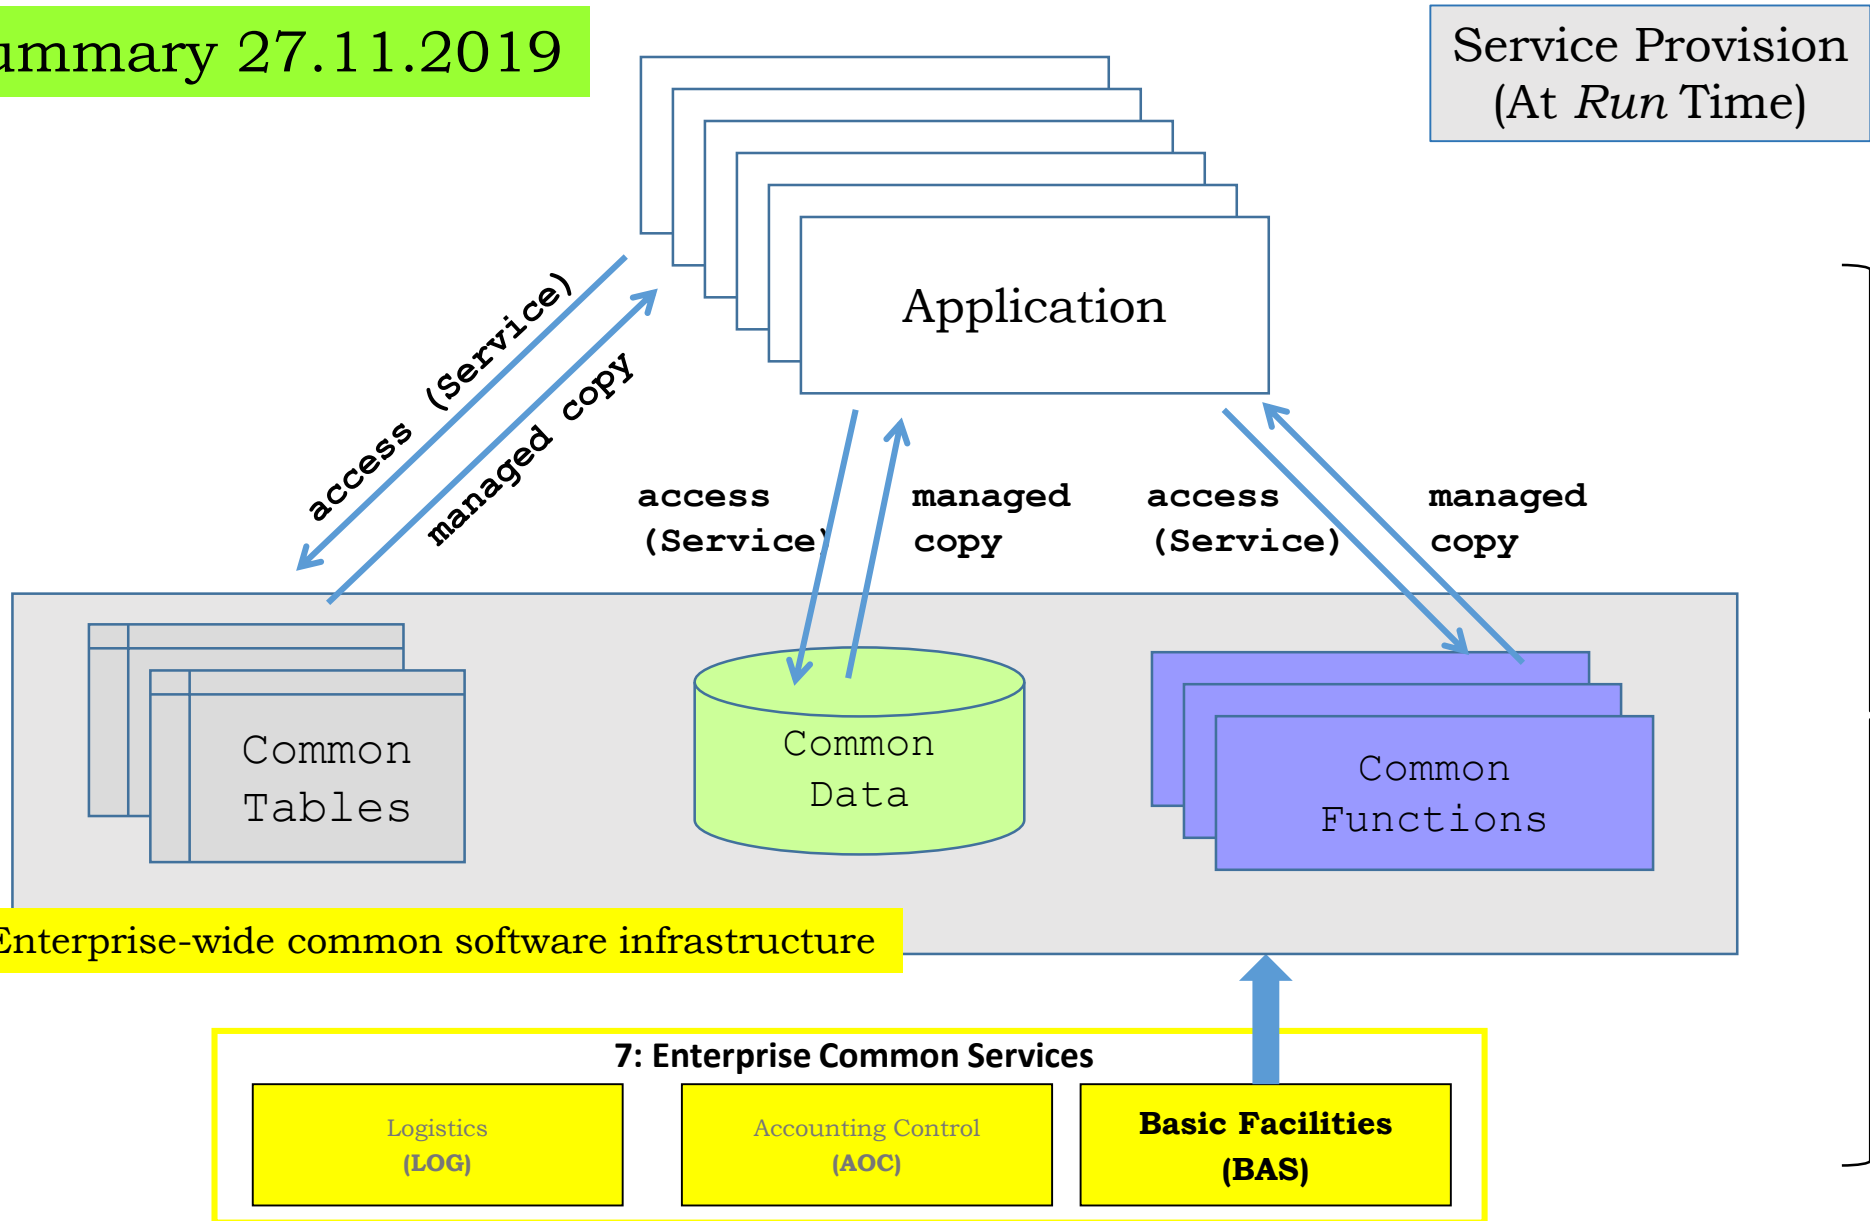 ummary 27.11.2019
Service Provision
(At Run Time)
Application
access (Service)
managed copy
access
(Service)
managed
copy
access
(Service)
managed
copy
Common
Tables
Common
Data
Common
Functions
Enterprise-wide common software infrastructure
7: Enterprise Common Services
Logistics
(LOG)
Accounting Control
(AOC)
Basic Facilities
(BAS)